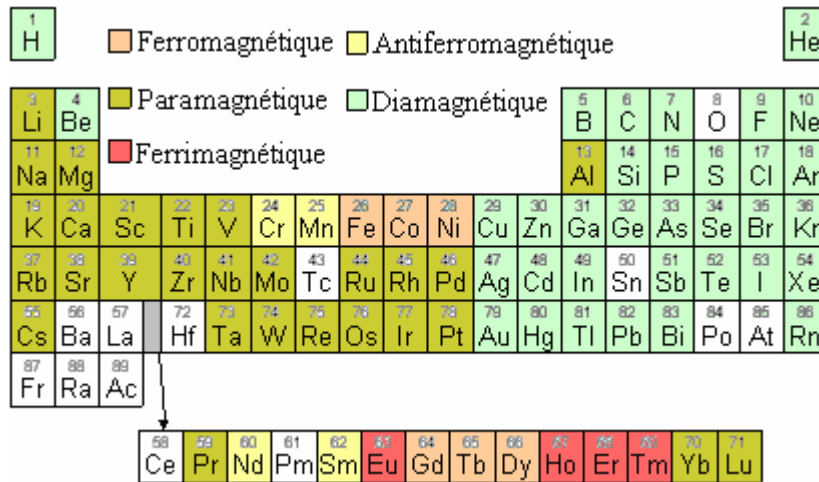 1 2
H Ferromagnétique Antiferromagnétique He
3 4 Paramagnétique Diamagnétique 5 6 7 8 9 10
Li Be B C N O F Ne
11 12 Ferrimagnétique 13 14 15 16 17 18
Na Mg Al Si P S Cl Ar
19 20 21 22 23 24 25 26 27 28 29 30 31 32 33 34 35 36
K Ca Sc Ti V Cr Mn Fe Co Ni Cu Zn Ga Ge As Se Br Kr
37 38 39 40 41 42 43 44 45 46 47 48 49 50 51 52 53 54
Rb Sr Y Zr Nb Mo Tc Ru Rh Pd Ag Cd In Sn Sb Te I Xe
55 56 57 72 73 74 75 76 77 78 79 80 81 82 83 84 85 86
Cs Ba La Hf Ta W Re Os Ir Pt Au Hg Tl Pb Bi Po At Rn
87 88 89
Fr Ra Ac
58 59 60 61 62 63 64 65 66 67 68 69 70 71
Ce Pr Nd Pm Sm Eu Gd Tb Dy Ho Er Tm Yb Lu